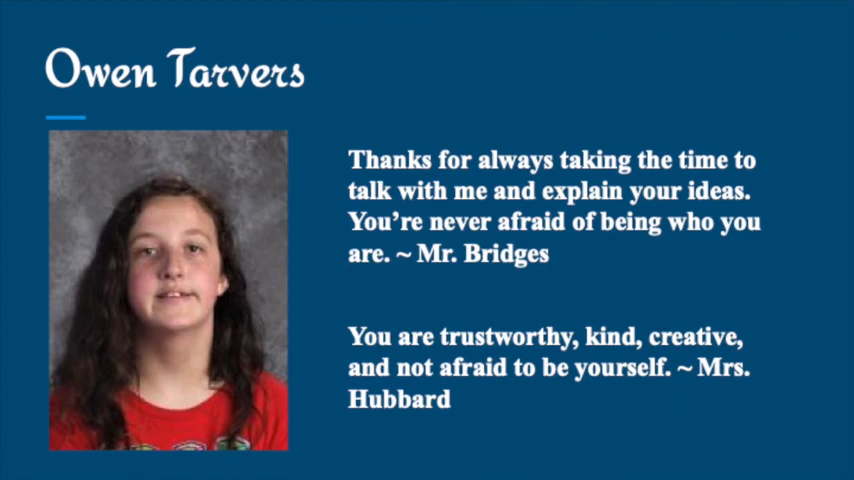 Owen Tarvers
Thanks for always taking the time to
talk with me and explain your ideas.
You're never afraid of being who you
are. ~ Mr. Bridges
You are trustworthy, kind, creative,
and not afraid to be yourself. ~ Mrs.
Hubbard